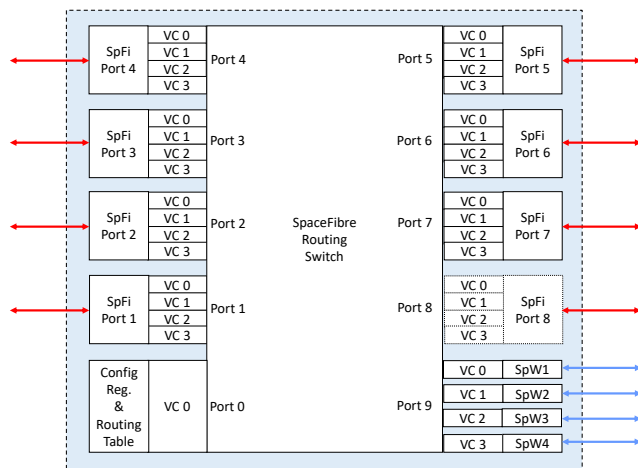 SpFi
Port 4
VC 0
VC 1
VC 2
VC 3
Port 4
Port 5
VC 0
VC 1
VC 2
VC 3
SpFi
Port 5
SpFi
Port 3
VC 0
VC 1
VC 2
VC 3
Port 3
Port 6
VC 0
VC 1
VC 2
VC 3
SpFi
Port 6
SpFi
Port 2
VC 0
VC 1
VC 2
VC 3
Port 2
SpaceFibre
Routing
Switch
Port 7
VC 0
VC 1
VC 2
VC 3
SpFi
Port 7
SpFi
Port 1
VC 0
VC 1
VC 2
VC 3
Port 1
Port 8
VC 0
VC 1
VC 2
VC 3
SpFi
Port 8
Config
Reg.
&
Routing
Table
VC 0
Port 0
Port 9
VC 0
SpW1
VC 1
SpW2
VC 2
SpW3
VC 3
SpW4